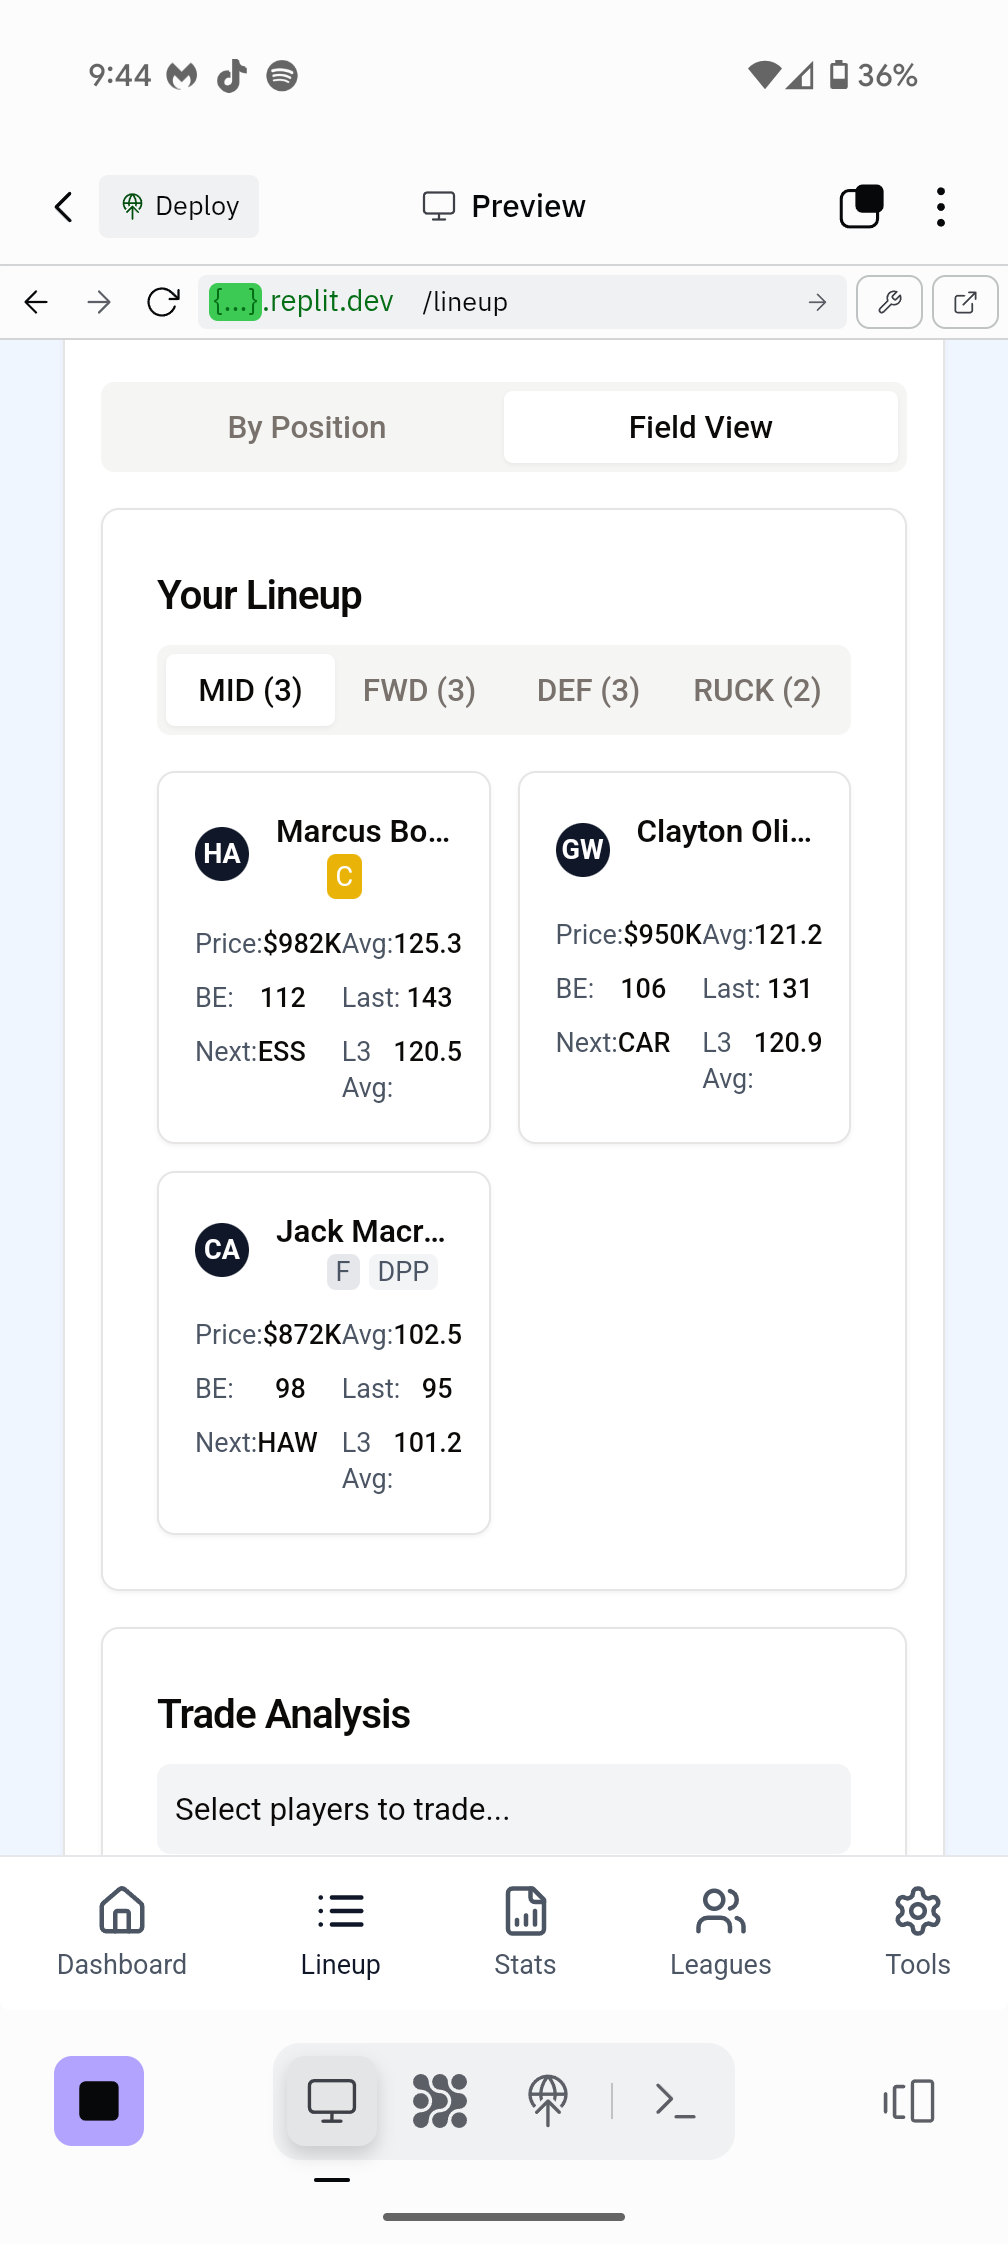 9:44
36%
Deploy
Preview
{...}.replit.dev /lineup
By Position
Field View
Your Lineup
MID (3)
FWD (3)
DEF (3)
RUCK (2)
HA
Marcus Bo...
C
Price:$982K Avg:125.3
BE: 112 Last: 143
Next:ESS L3 Avg: 120.5
GW
Clayton Oli...
Price:$950K Avg:121.2
BE: 106 Last: 131
Next:CAR L3 Avg: 120.9
CA
Jack Macr...
F DPP
Price:$872K Avg:102.5
BE: 98 Last: 95
Next:HAW L3 Avg: 101.2
Trade Analysis
Select players to trade...
Dashboard
Lineup
Stats
Leagues
Tools